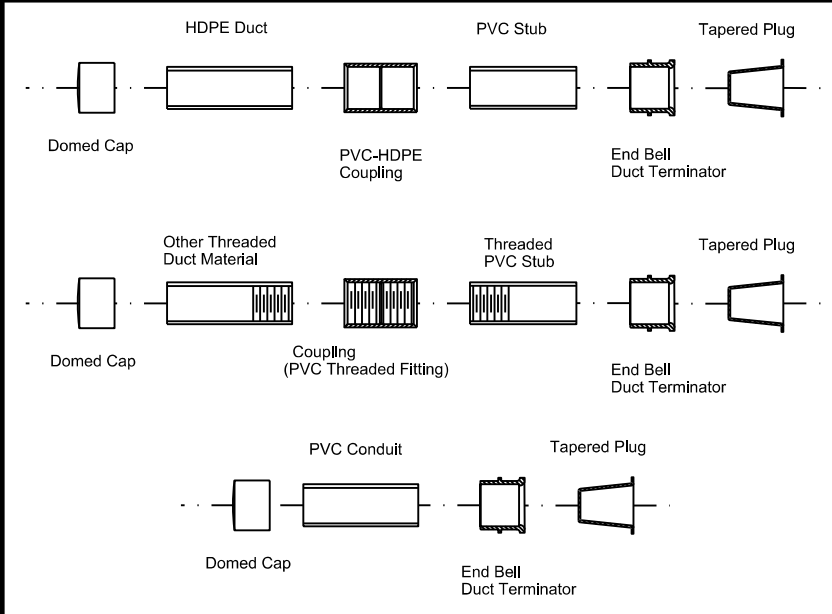 HDPE Duct
PVC Stub
Tapered Plug
Domed Cap
PVC-HDPE
Coupling
End Bell
Duct Terminator
Other Threaded
Duct Material
Threaded
PVC Stub
Tapered Plug
Domed Cap
Coupling
(PVC Threaded Fitting)
End Bell
Duct Terminator
PVC Conduit
Tapered Plug
Domed Cap
End Bell
Duct Terminator